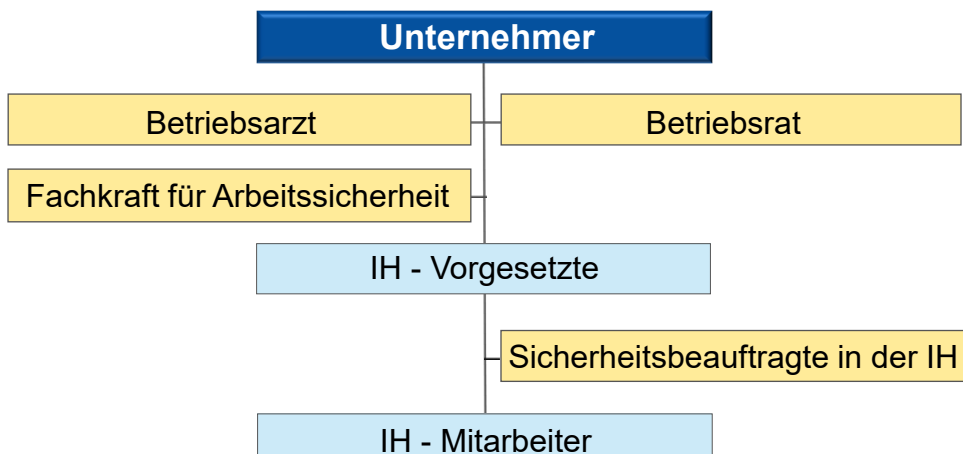 Unternehmer
Betriebsarzt
Betriebsrat
Fachkraft für Arbeitssicherheit
IH - Vorgesetzte
Sicherheitsbeauftragte in der IH
IH - Mitarbeiter